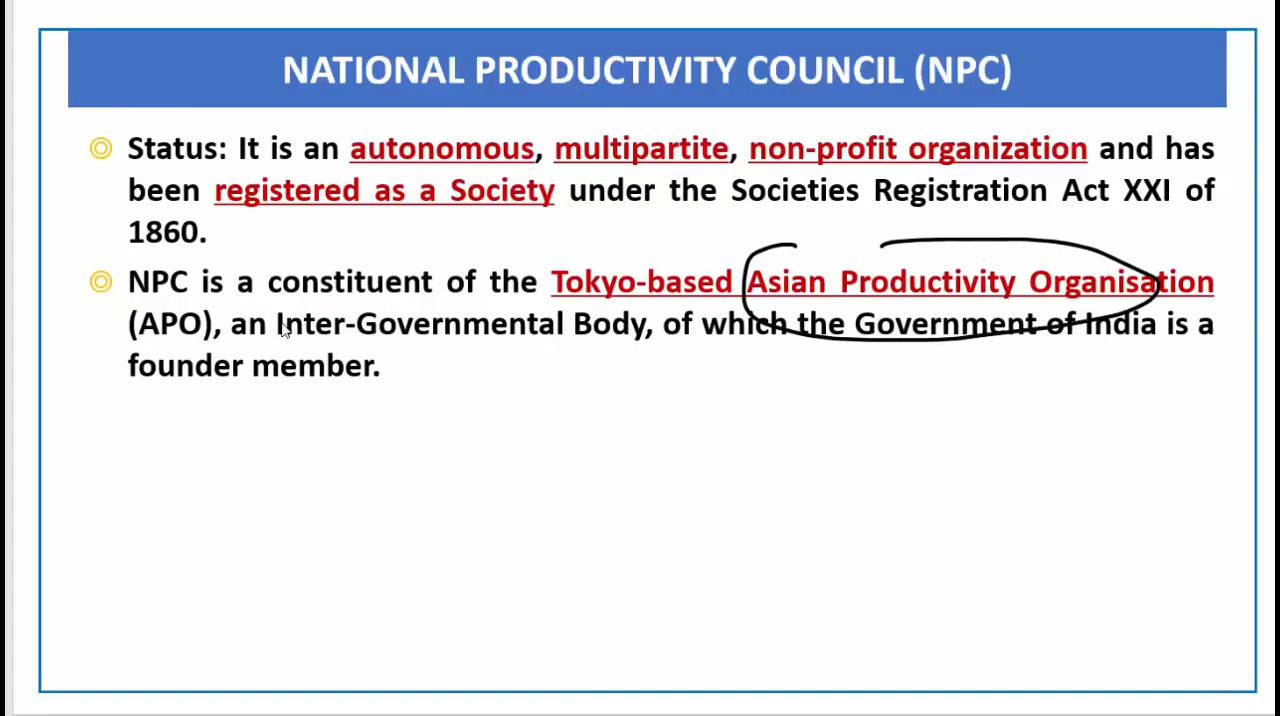 NATIONAL PRODUCTIVITY COUNCIL (NPC)
Status: It is an autonomous, multipartite, non-profit organization and has
been registered as a Society under the Societies Registration Act XXI of
1860.
NPC is a constituent of the Tokyo-based Asian Productivity Organisation
(APO), an Inter-Governmental Body, of which the Government of India is a
founder member.